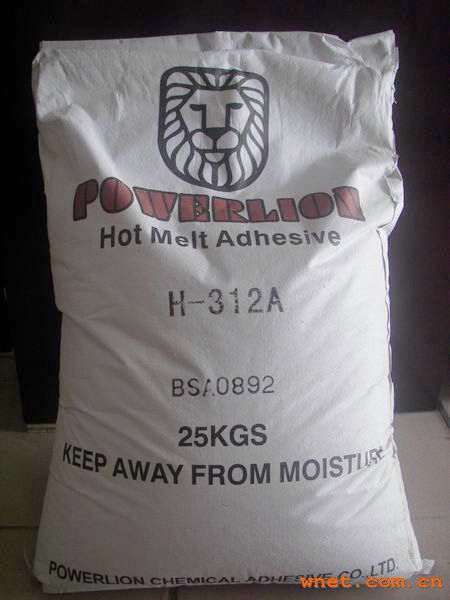 POWERLION
Hot Melt Adhesive
H-312A
BSA0892
25KGS
KEEP AWAY FROM MOISTURE
POWERLION CHEMICAL ADHESIVE CO.,LTD.
wnet.com.cn